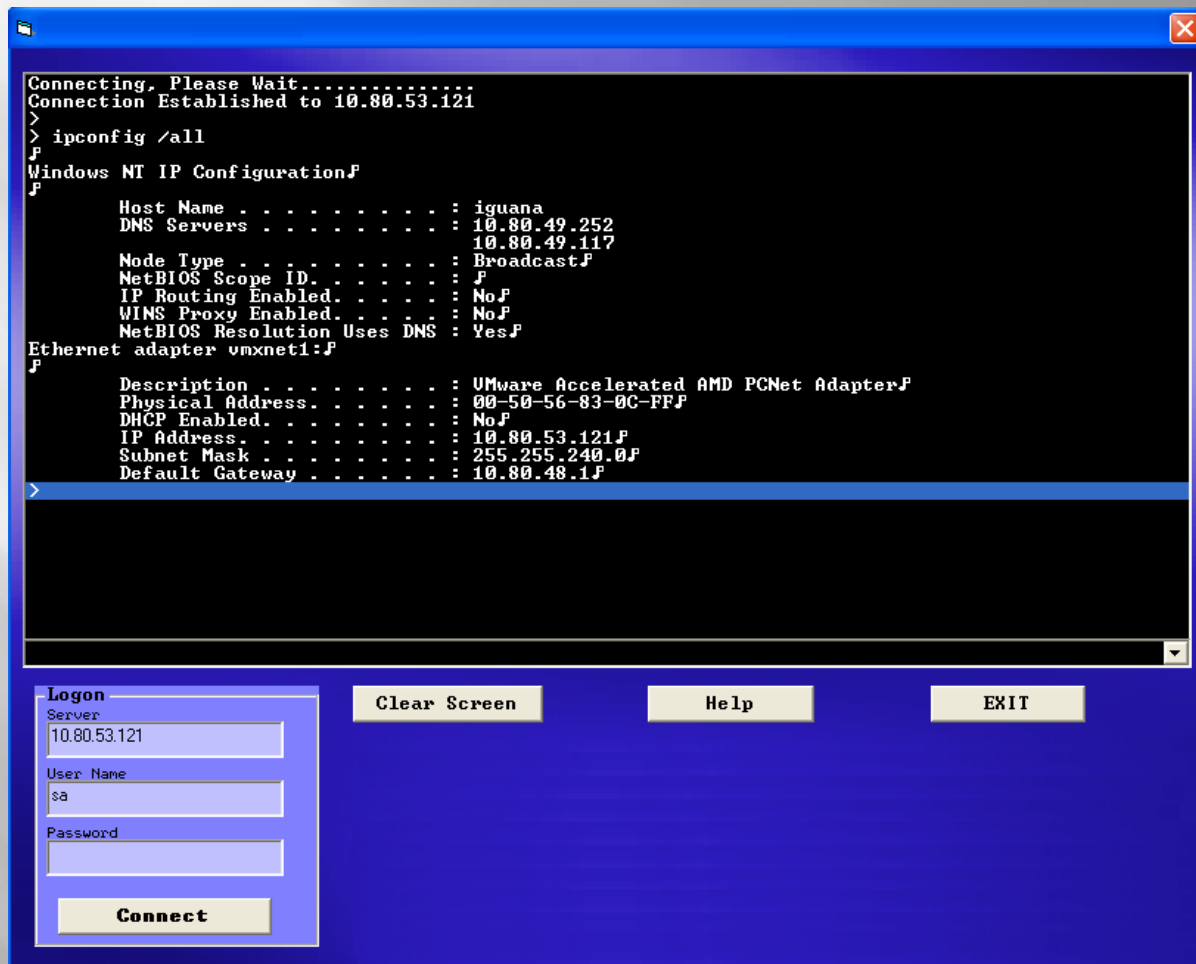 Connecting, Please Wait...............
Connection Established to 10.80.53.121
>
> ipconfig /all
♪
Windows NT IP Configuration♪
♪
Host Name . . . . . . . . . : iguana
DNS Servers . . . . . . . . : 10.80.49.252
10.80.49.117
Node Type . . . . . . . . . : Broadcast♪
NetBIOS Scope ID. . . . . . : ♪
IP Routing Enabled. . . . . : No♪
WINS Proxy Enabled. . . . . : No♪
NetBIOS Resolution Uses DNS : Yes♪
Ethernet adapter vmxnet1:♪
♪
Description . . . . . . . . : VMware Accelerated AMD PCNet Adapter♪
Physical Address. . . . . . : 00-50-56-83-0C-FF♪
DHCP Enabled. . . . . . . . : No♪
IP Address. . . . . . . . . : 10.80.53.121♪
Subnet Mask . . . . . . . . : 255.255.240.0♪
Default Gateway . . . . . . : 10.80.48.1♪
>
Logon
Server
10.80.53.121
User Name
sa
Password
Connect
Clear Screen
Help
EXIT